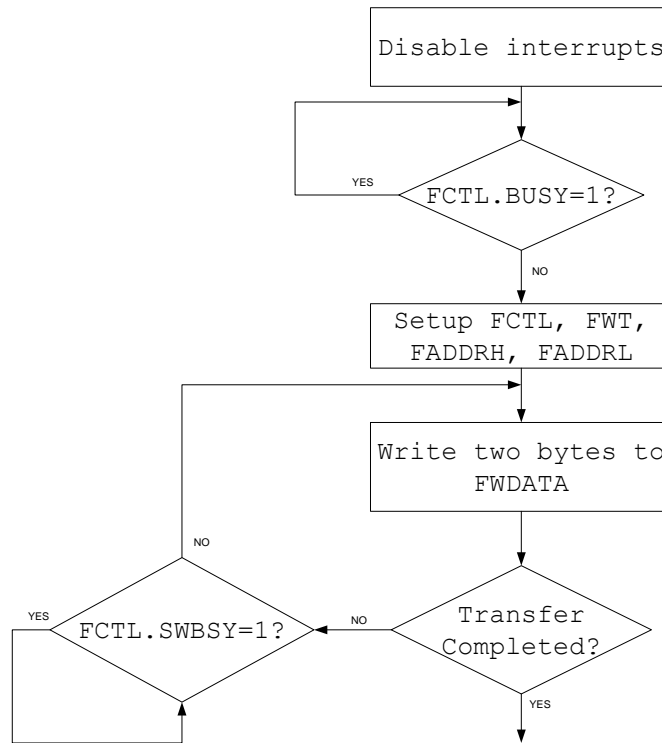 Disable interrupts
YES
FCTL.BUSY=1?
NO
Setup FCTL, FWT,
FADDRH, FADDRL
Write two bytes to
FWDATA
NO
YES
FCTL.SWBSY=1?
NO
Transfer
Completed?
YES